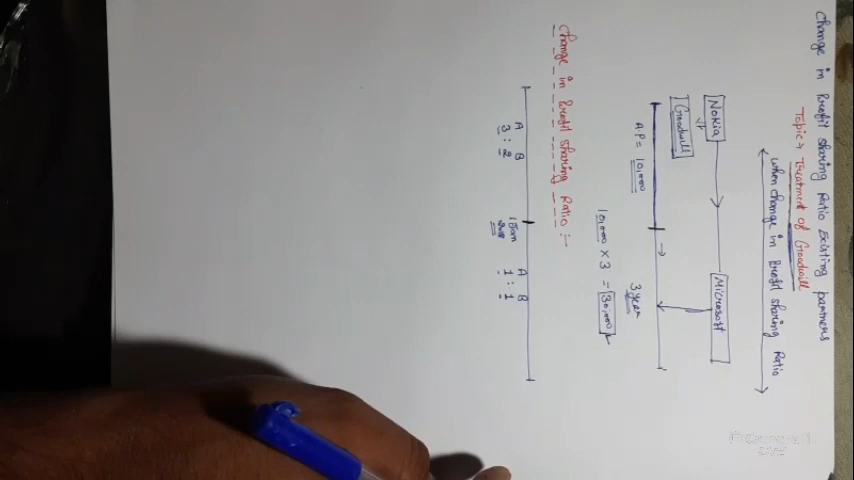 Change in Profit sharing Ratio Existing partners
Topic → Treatment of Goodwill
when change in Profit sharing Ratio
Nokia
Microsoft
Goodwill
A.P = 10,000
3 year
10,000 × 3 = 30,000
Change in Profit sharing Ratio :-
A B
3 : 2
1 Jan
A B
1 : 1